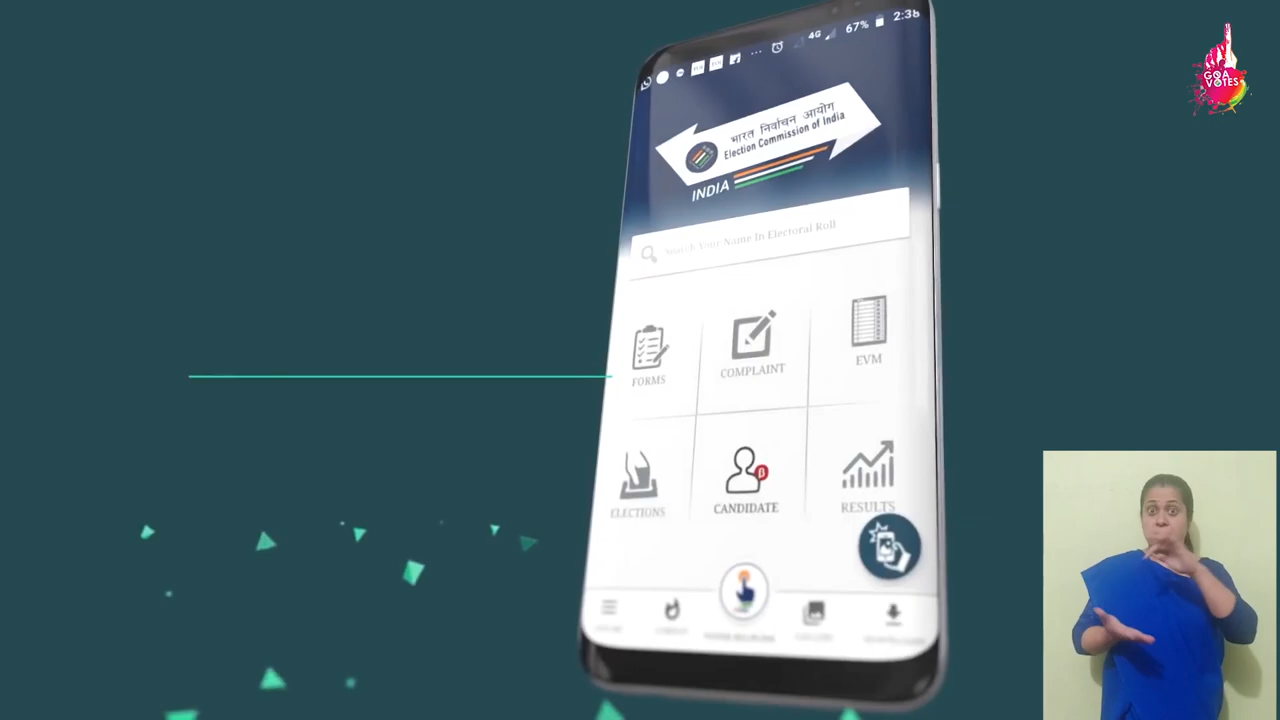 4G 67% 2:38
GOA
VOTES
भारत निर्वाचन आयोग
Election Commission of India
INDIA
Search Your Name In Electoral Roll
FORMS
COMPLAINT
EVM
ELECTIONS
CANDIDATE
β
RESULTS